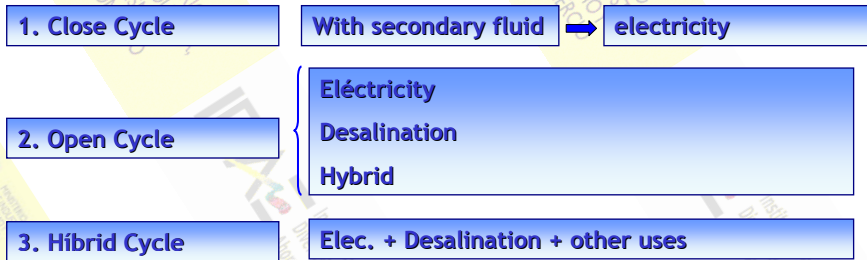 1. Close Cycle With secondary fluid electricity
Eléctricity
2. Open Cycle Desalination
Hybrid
3. Híbrid Cycle Elec. + Desalination + other uses